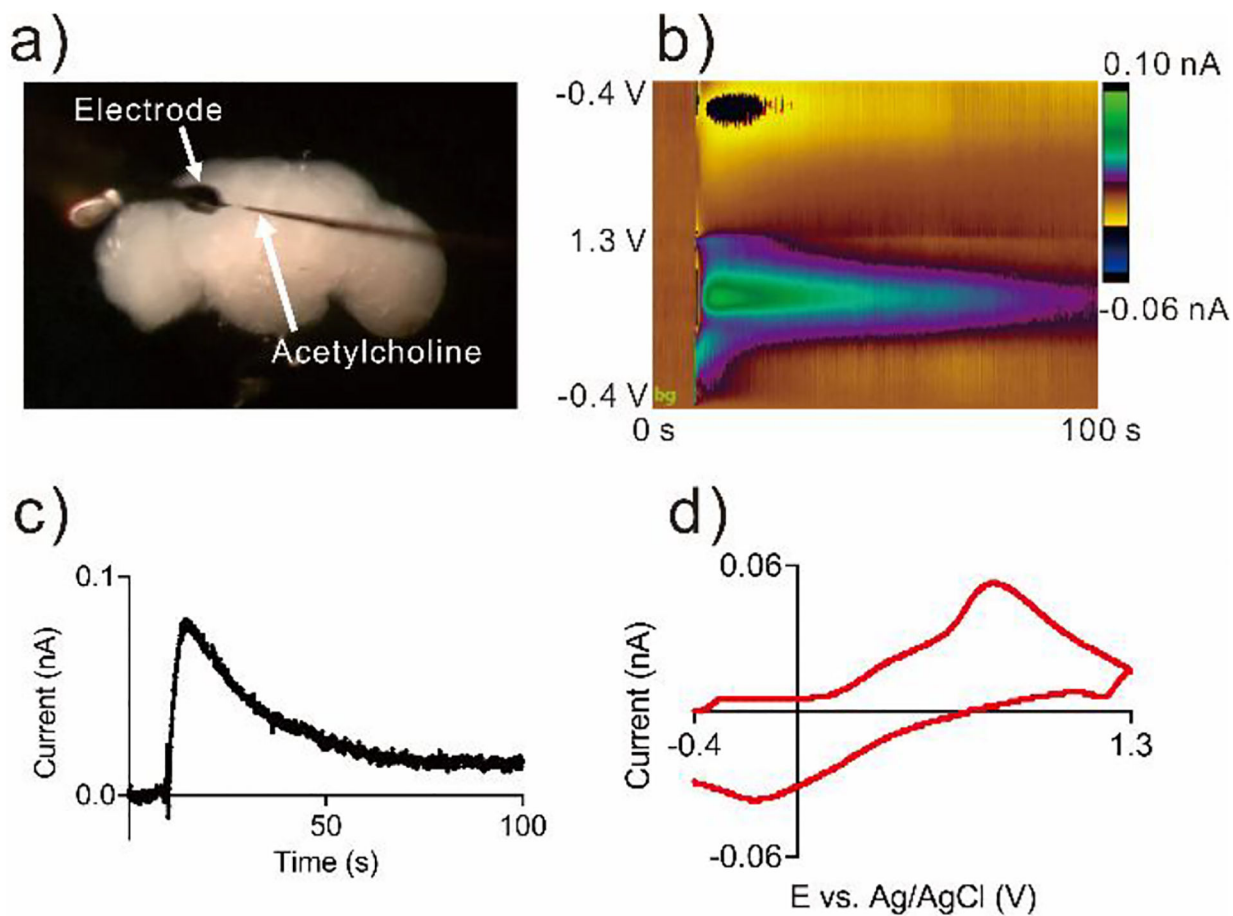 a)
Electrode
Acetylcholine
b)
-0.4 V
1.3 V
-0.4 V
bg
0 s
100 s
0.10 nA
-0.06 nA
c)
0.1
0.0
Current (nA)
50
100
Time (s)
d)
0.06
-0.06
Current (nA)
-0.4
1.3
E vs. Ag/AgCl (V)